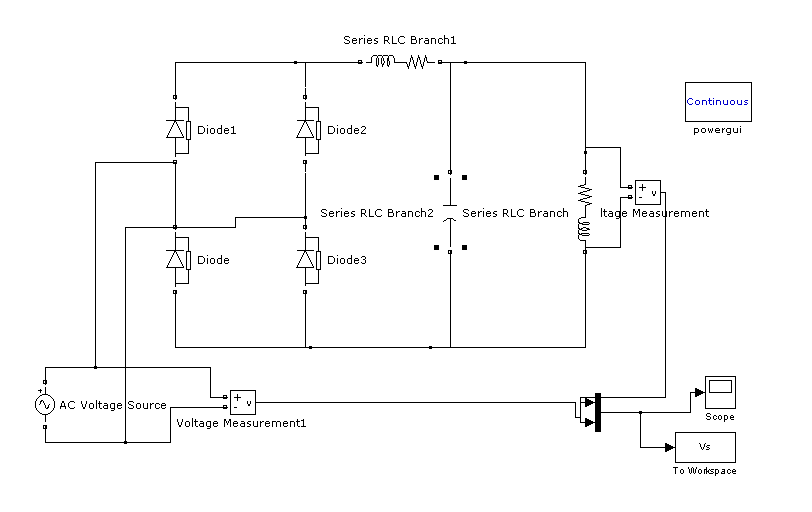 Series RLC Branch1
Continuous
powergui
Diode1
Diode2
Series RLC Branch2
Series RLC Branch
+
-
v
ltage Measurement
Diode
Diode3
+
AC Voltage Source
+
-
v
Voltage Measurement1
Scope
Vs
To Workspace